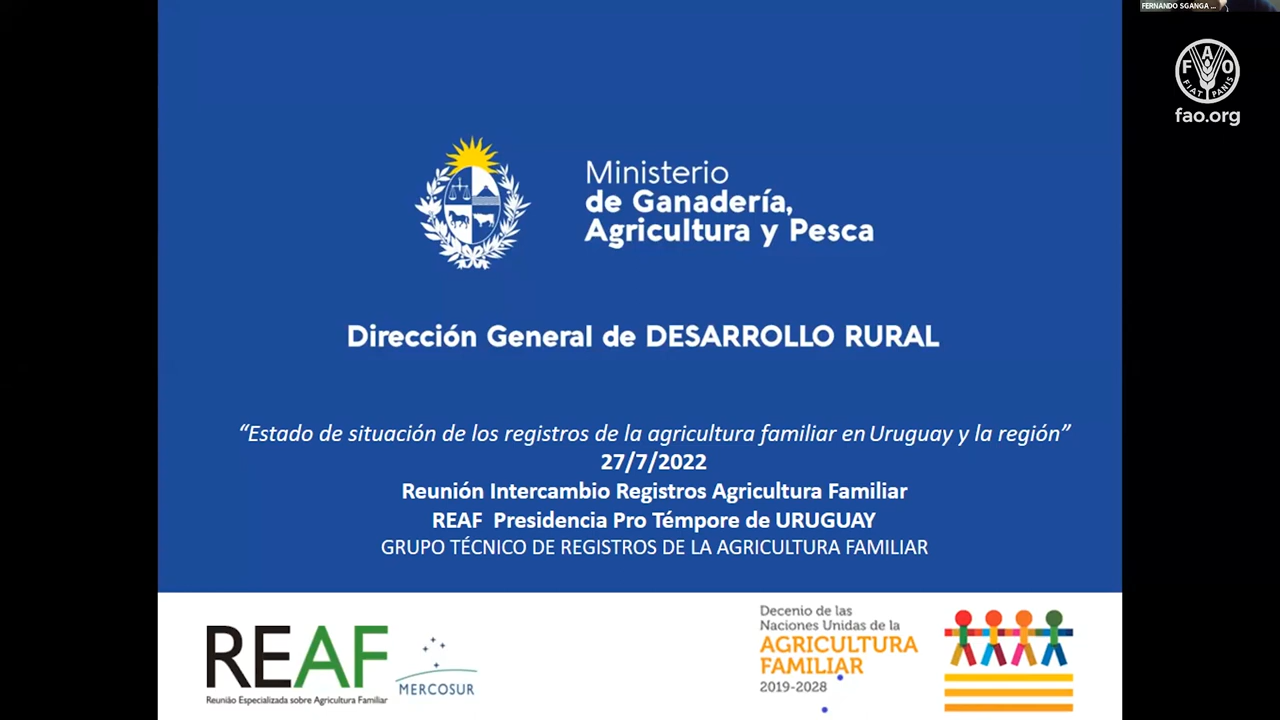 FERNANDO SGANGA ...
FAO
FIAT PANIS
fao.org
Ministerio
de Ganadería,
Agricultura y Pesca
Dirección General de DESARROLLO RURAL
“Estado de situación de los registros de la agricultura familiar en Uruguay y la región”
27/7/2022
Reunión Intercambio Registros Agricultura Familiar
REAF Presidencia Pro Témpore de URUGUAY
GRUPO TÉCNICO DE REGISTROS DE LA AGRICULTURA FAMILIAR
REAF
Reunião Especializada sobre Agricultura Familiar
MERCOSUR
Decenio de las
Naciones Unidas de la
AGRICULTURA
FAMILIAR
2019-2028